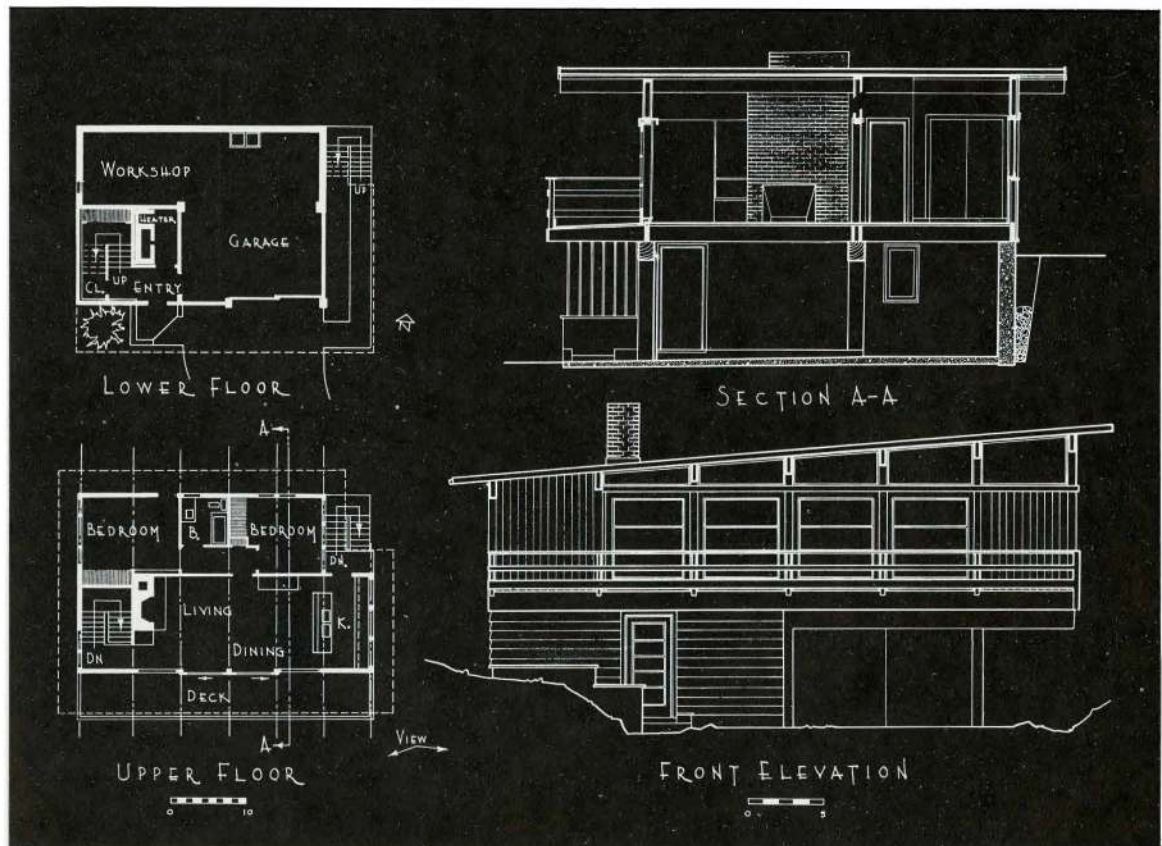 WORKSHOP
HEATER
UP
GARAGE
CL.
UP
ENTRY
LOWER FLOOR
SECTION A-A
A
BEDROOM
B.
BEDROOM
DN.
LIVING
K.
DN
DINING
DECK
A
VIEW
UPPER FLOOR
0 10
FRONT ELEVATION
0 5